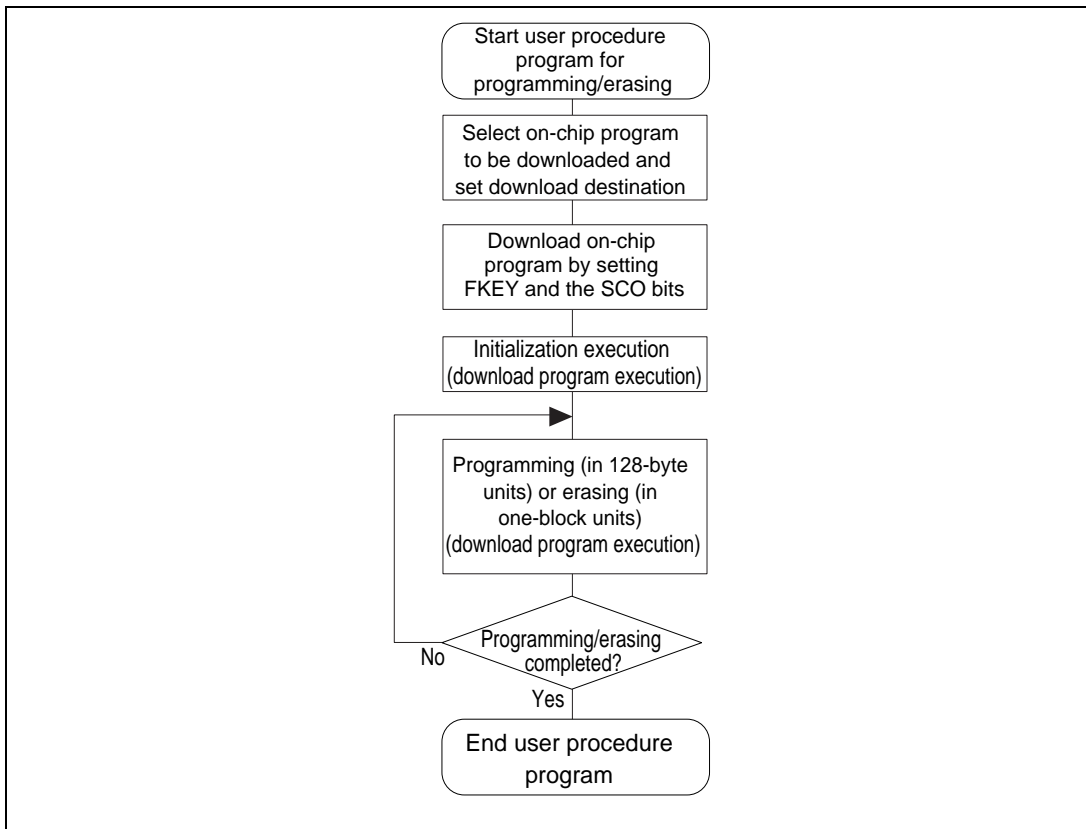 Start user procedure
program for
programming/erasing
Select on-chip program
to be downloaded and
set download destination
Download on-chip
program by setting
FKEY and the SCO bits
Initialization execution
(download program execution)
Programming (in 128-byte
units) or erasing (in
one-block units)
(download program execution)
Programming/erasing
completed?
No
Yes
End user procedure
program